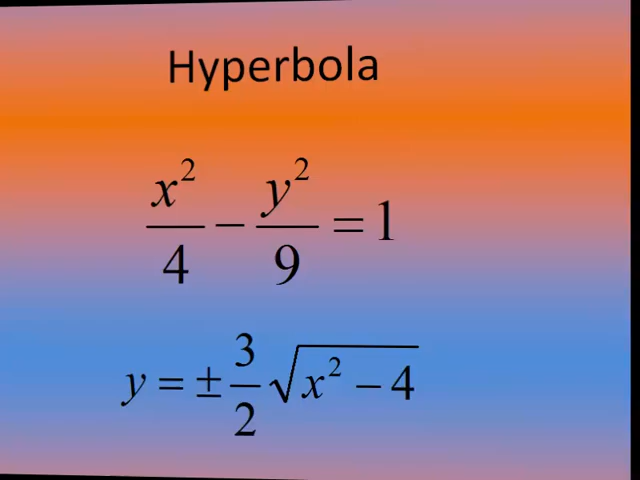 Hyperbola
x²/4 − y²/9 = 1
y = ± 3/2 √(x² − 4)